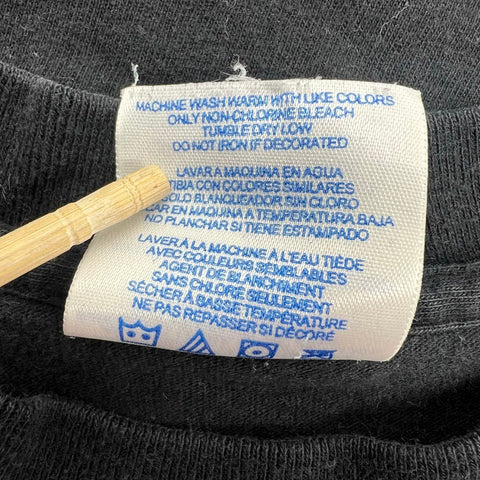 MACHINE WASH WARM WITH LIKE COLORS
ONLY NON-CHLORINE BLEACH
TUMBLE DRY LOW
DO NOT IRON IF DECORATED
LAVAR A MAQUINA EN AGUA
TIBIA CON COLORES SIMILARES
SOLO BLANQUEADOR SIN CLORO
EN MAQUINA A TEMPERATURA BAJA
NO PLANCHAR SI TIENE ESTAMPADO
LAVER À LA MACHINE À L'EAU TIÈDE
AVEC COULEURS SEMBLABLES
AGENT DE BLANCHIMENT
SANS CHLORE SEULEMENT
SÉCHER À BASSE TEMPÉRATURE
NE PAS REPASSER SI DÉCORÉ